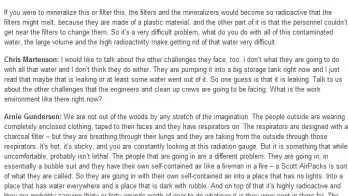 If you were to mineralize this or filter this, the filters and the mineralizers would become so radioactive that the
filters might melt, because they are made of a plastic material, and the other part of it is that the personnel couldn't
get near the filters to change them. So it's a very difficult problem, what do you do with all of this contaminated
water, the large volume and the high radioactivity make getting rid of that water very difficult.
Chris Martenson: I would like to talk about the other challenges they face, too. I don't what they are going to do
with all that water and I don't think they do either. They are pumping it into a big storage tank right now and I just
read that maybe that is leaking or at least some water went out of it. So one guess is that it is leaking. Talk to us
about the other challenges that the engineers and clean up crews are going to be facing. What is the work
environment like there right now?
Arnie Gundersen: We are not out of the woods by any stretch of the imagination. The people outside are wearing
completely enclosed clothing, taped to their faces and they have respirators on. The respirators are designed with a
charcoal filter – but they are breathing through their lungs and they are taking from the outside through those
respirators. It's hot, it's sticky, and you are constantly looking at this radiation gauge. But it is something that while
uncomfortable, probably isn't lethal. The people that are going in are a different problem. They are going in, in
essentially a bubble suit and they have their own self-contained air like a fireman in a fire – a Scott AirPacks is sort
of what they are called. So they are going in with their own self-contained air into a place that has no lights. Into a
place that has water everywhere and a place that is dark with rubble. And on top of that it's highly radioactive and